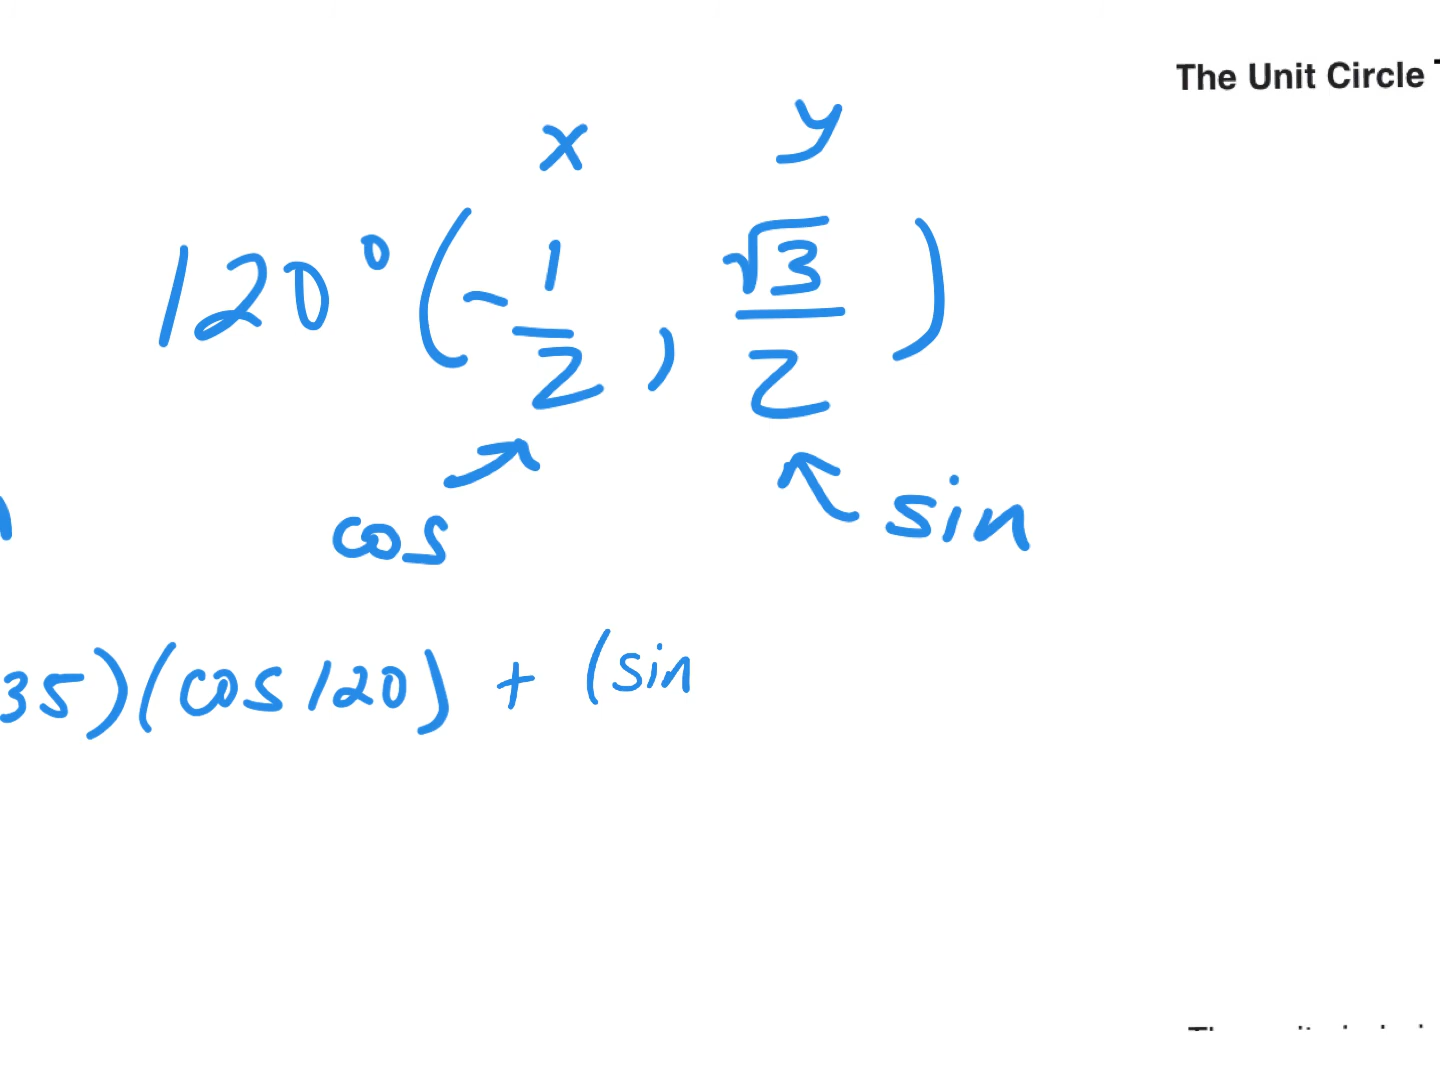 The Unit Circle
x y
120° (-1/2, √3/2)
cos sin
35)(cos 120) + (sin